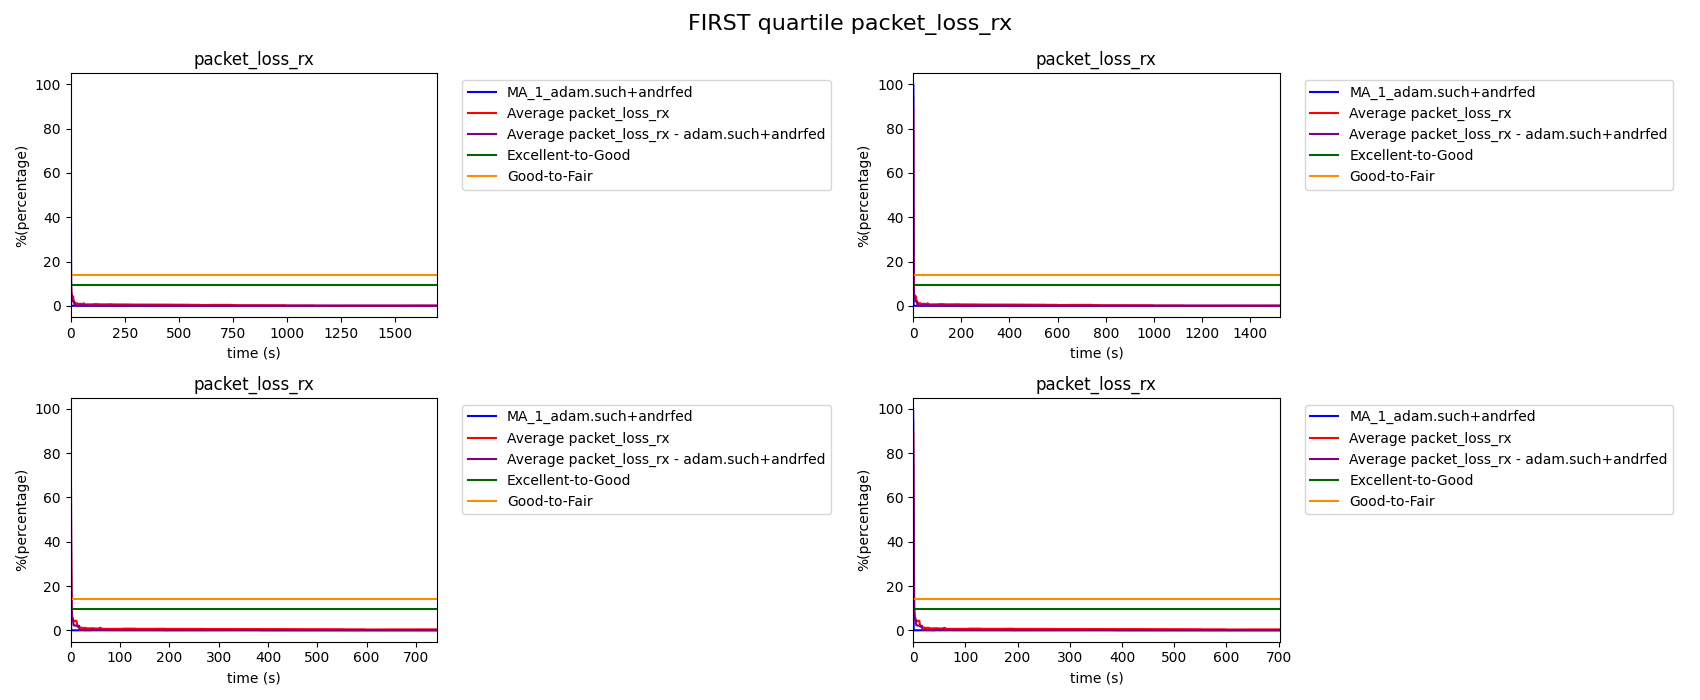 FIRST quartile packet_loss_rx
packet_loss_rx
100
80
60
40
20
0
%(percentage)
0 250 500 750 1000 1250 1500
time (s)
MA_1_adam.such+andrfed
Average packet_loss_rx
Average packet_loss_rx - adam.such+andrfed
Excellent-to-Good
Good-to-Fair
packet_loss_rx
100
80
60
40
20
0
%(percentage)
0 200 400 600 800 1000 1200 1400
time (s)
MA_1_adam.such+andrfed
Average packet_loss_rx
Average packet_loss_rx - adam.such+andrfed
Excellent-to-Good
Good-to-Fair
packet_loss_rx
100
80
60
40
20
0
%(percentage)
0 100 200 300 400 500 600 700
time (s)
MA_1_adam.such+andrfed
Average packet_loss_rx
Average packet_loss_rx - adam.such+andrfed
Excellent-to-Good
Good-to-Fair
packet_loss_rx
100
80
60
40
20
0
%(percentage)
0 100 200 300 400 500 600 700
time (s)
MA_1_adam.such+andrfed
Average packet_loss_rx
Average packet_loss_rx - adam.such+andrfed
Excellent-to-Good
Good-to-Fair